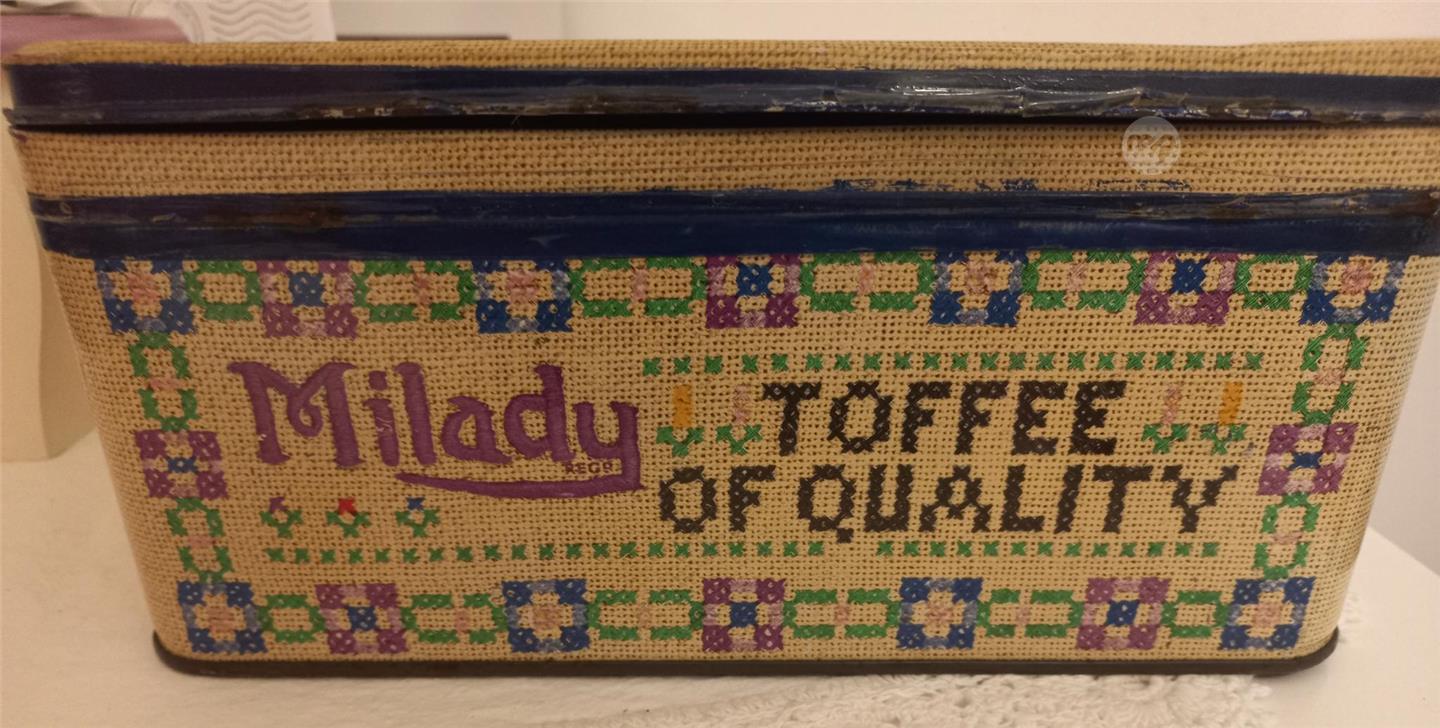 Milady
REGD
TOFFEE
OF QUALITY